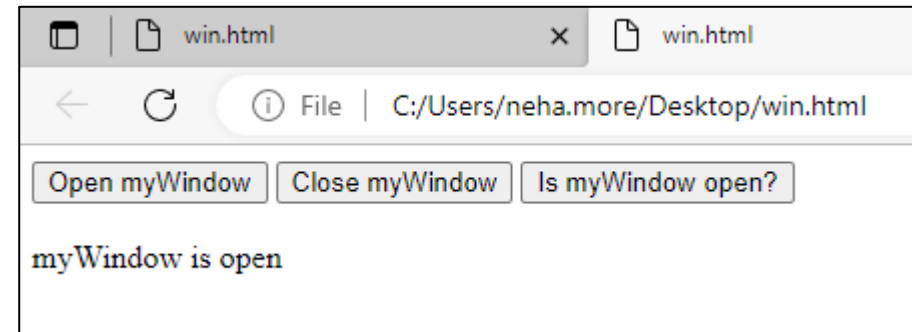 win.html win.html
File C:/Users/neha.more/Desktop/win.html
Open myWindow Close myWindow Is myWindow open?
myWindow is open